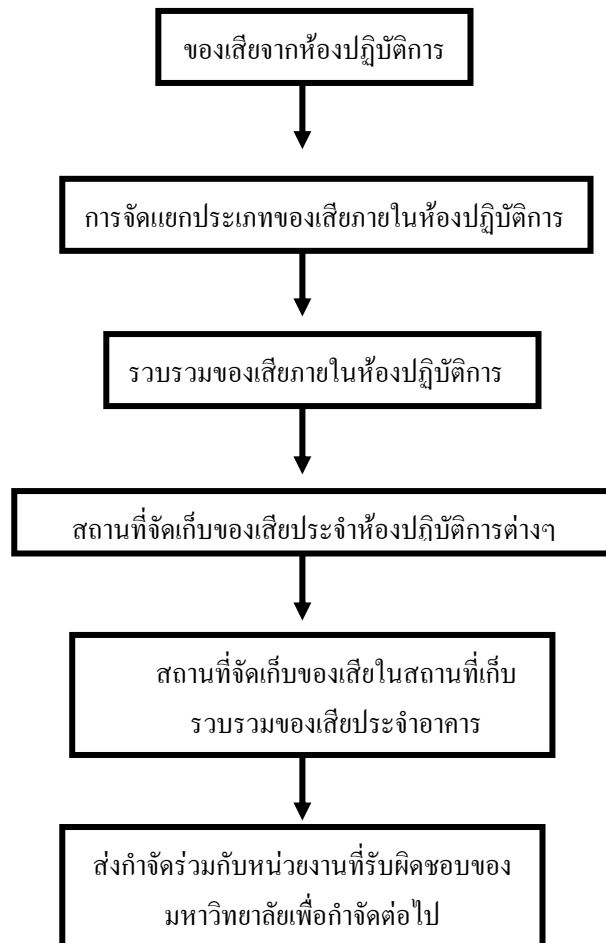 ของเสียจากห้องปฏิบัติการ
การจัดแยกประเภทของเสียภายในห้องปฏิบัติการ
รวบรวมของเสียภายในห้องปฏิบัติการ
สถานที่จัดเก็บของเสียประจำห้องปฏิบัติการต่างๆ
สถานที่จัดเก็บของเสียในสถานที่เก็บ
รวบรวมของเสียประจำอาคาร
ส่งกำจัดร่วมกับหน่วยงานที่รับผิดชอบของ
มหาวิทยาลัยเพื่อกำจัดต่อไป